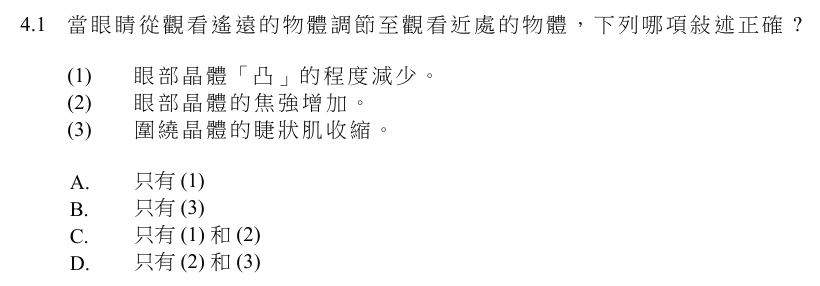 4.1 當眼睛從觀看遙遠的物體調節至觀看近處的物體，下列哪項敍述正確？
(1) 眼部晶體「凸」的程度減少。
(2) 眼部晶體的焦強增加。
(3) 圍繞晶體的睫狀肌收縮。
A. 只有 (1)
B. 只有 (3)
C. 只有 (1) 和 (2)
D. 只有 (2) 和 (3)